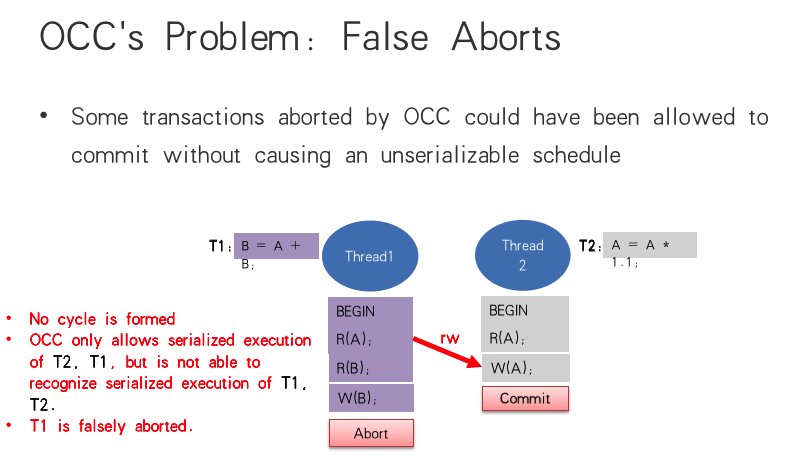 OCC's Problem: False Aborts
• Some transactions aborted by OCC could have been allowed to
commit without causing an unserializable schedule
T1: B = A +
B;
Thread1
Thread
2
T2: A = A *
1.1;
• No cycle is formed
• OCC only allows serialized execution
of T2, T1, but is not able to
recognize serialized execution of T1,
T2.
• T1 is falsely aborted.
BEGIN
R(A);
R(B);
W(B);
Abort
rw
BEGIN
R(A);
W(A);
Commit